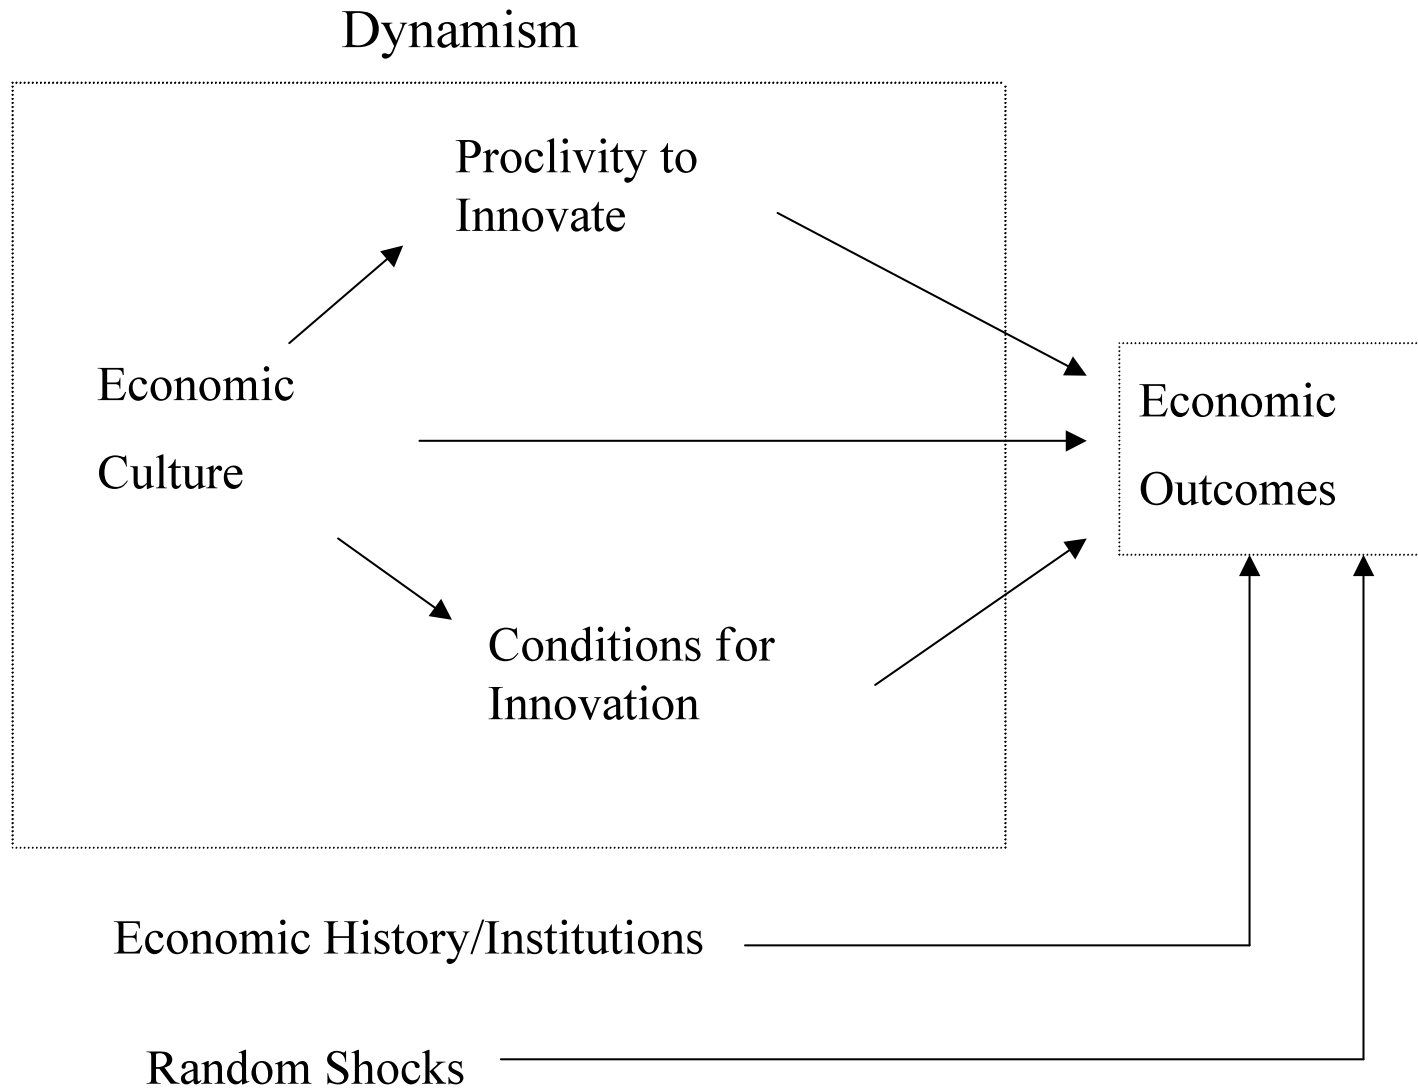 Dynamism
Proclivity to
Innovate
Economic
Culture
Economic
Outcomes
Conditions for
Innovation
Economic History/Institutions
Random Shocks